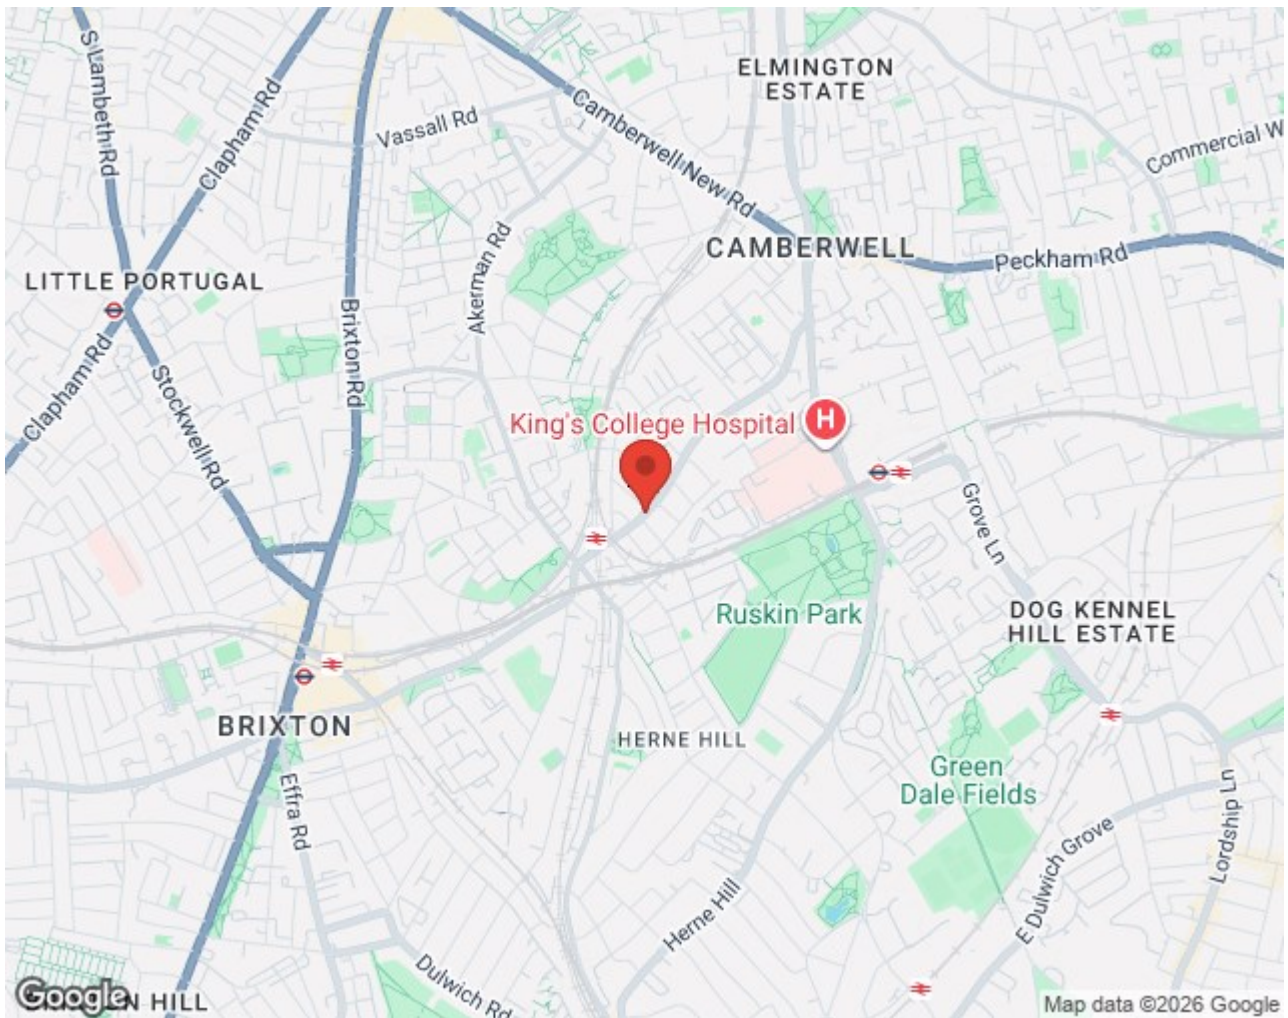 S Lambeth Rd
Clapham Rd
Vassall Rd
Camberwell New Rd
ELMINGTON
ESTATE
Commercial W
Akerman Rd
CAMBERWELL
Peckham Rd
LITTLE PORTUGAL
Brixton Rd
Clapham Rd
Stockwell Rd
King's College Hospital
H
Grove Ln
Ruskin Park
DOG KENNEL
HILL ESTATE
BRIXTON
HERNE HILL
Green
Dale Fields
Effra Rd
Lordship Ln
E Dulwich Grove
Herne Hill
Dulwich Rd
Google
N HILL
Map data ©2026 Google